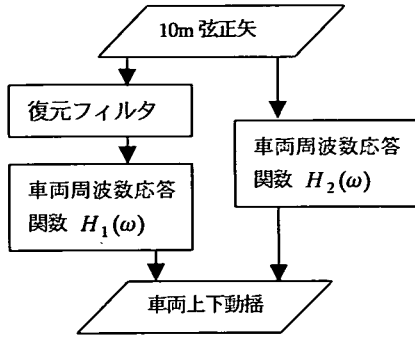 10m 弦正矢
復元フィルタ
車両周波数応答
関数 H₁(ω)
車両周波数応答
関数 H₂(ω)
車両上下動揺